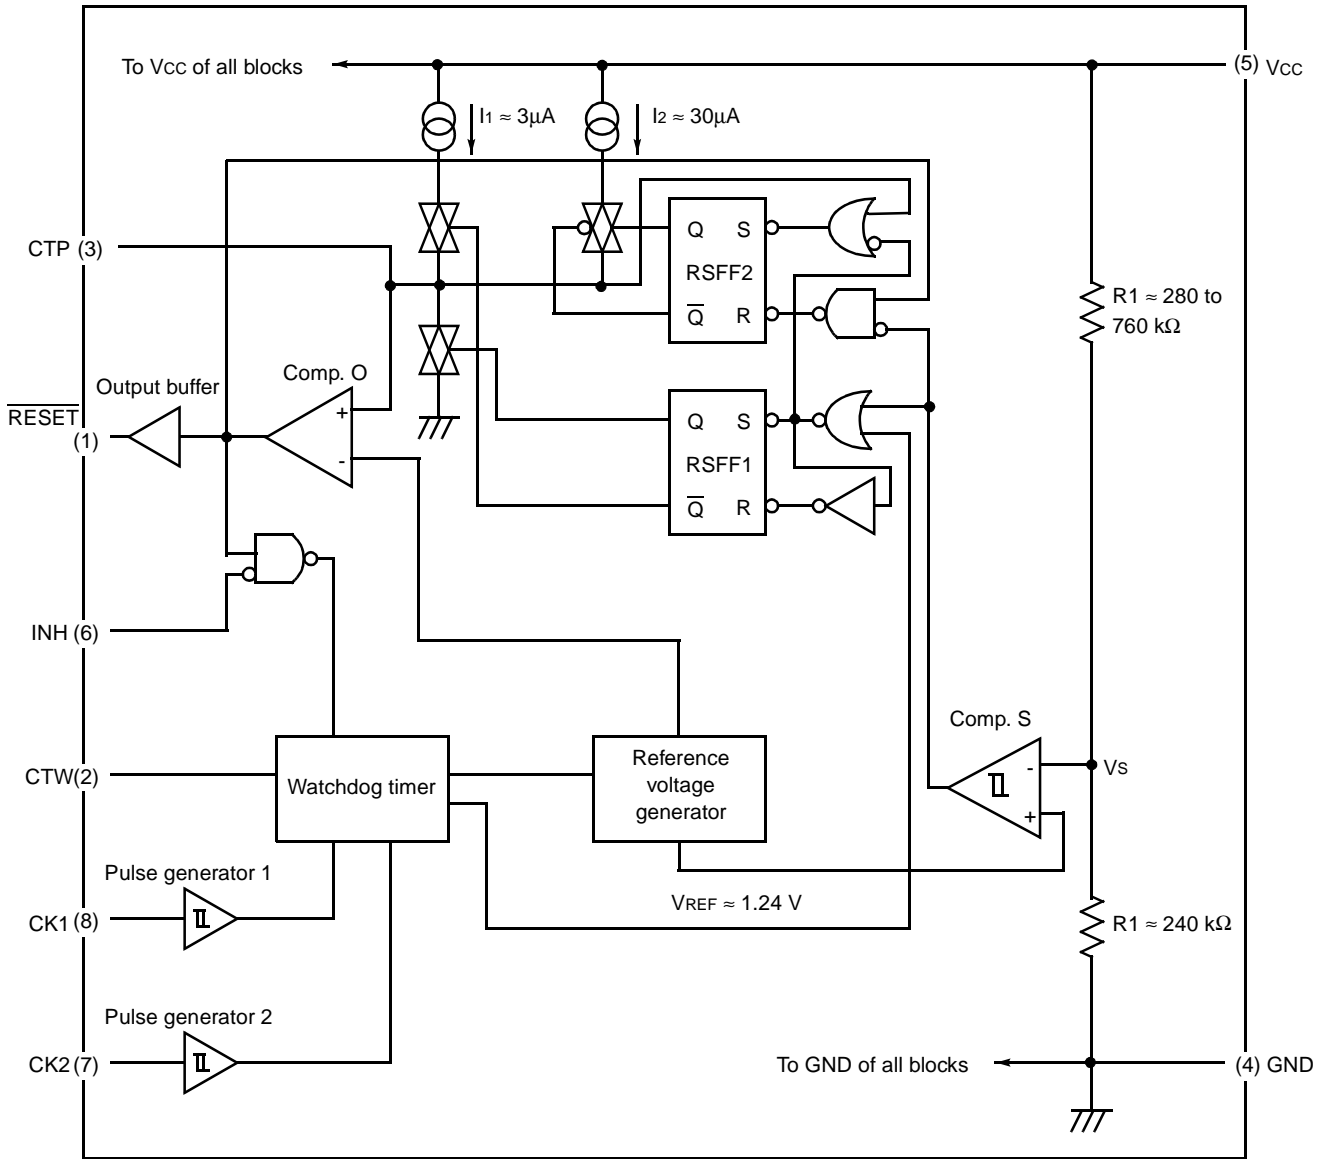 To VCC of all blocks
(5) VCC
I1 ≈ 3μA
I2 ≈ 30μA
CTP (3)
Q S
RSFF2
Q̅ R
R1 ≈ 280 to
760 kΩ
Output buffer
Comp. O
R̅E̅S̅E̅T̅
(1)
+
-
Q S
RSFF1
Q̅ R
INH (6)
Comp. S
CTW(2)
Watchdog timer
Reference
voltage
generator
-
+
VS
Pulse generator 1
CK1 (8)
VREF ≈ 1.24 V
R1 ≈ 240 kΩ
Pulse generator 2
CK2 (7)
To GND of all blocks
(4) GND